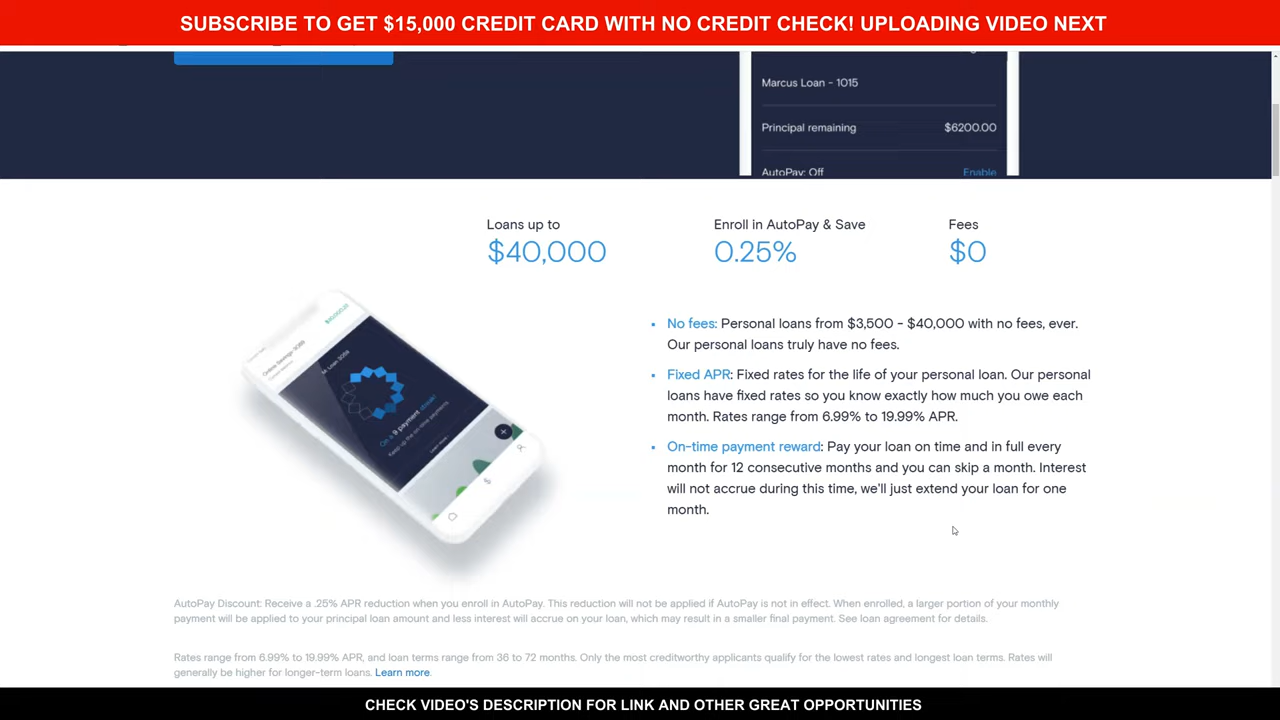 SUBSCRIBE TO GET $15,000 CREDIT CARD WITH NO CREDIT CHECK! UPLOADING VIDEO NEXT
Marcus Loan - 1015
Principal remaining $6200.00
AutoPay: Off Enable
Loans up to
$40,000
Enroll in AutoPay & Save
0.25%
Fees
$0
On a 9 payment streak!
Keep up the on-time payments
• No fees: Personal loans from $3,500 - $40,000 with no fees, ever.
Our personal loans truly have no fees.
• Fixed APR: Fixed rates for the life of your personal loan. Our personal
loans have fixed rates so you know exactly how much you owe each
month. Rates range from 6.99% to 19.99% APR.
• On-time payment reward: Pay your loan on time and in full every
month for 12 consecutive months and you can skip a month. Interest
will not accrue during this time, we'll just extend your loan for one
month.
AutoPay Discount: Receive a .25% APR reduction when you enroll in AutoPay. This reduction will not be applied if AutoPay is not in effect. When enrolled, a larger portion of your monthly
payment will be applied to your principal loan amount and less interest will accrue on your loan, which may result in a smaller final payment. See loan agreement for details.
Rates range from 6.99% to 19.99% APR, and loan terms range from 36 to 72 months. Only the most creditworthy applicants qualify for the lowest rates and longest loan terms. Rates will
generally be higher for longer-term loans. Learn more.
CHECK VIDEO'S DESCRIPTION FOR LINK AND OTHER GREAT OPPORTUNITIES